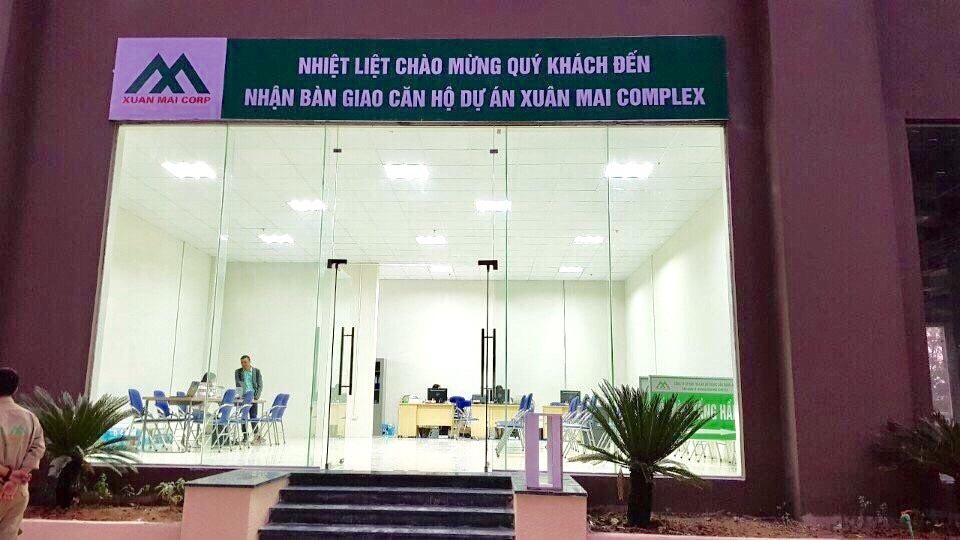 NHIỆT LIỆT CHÀO MỪNG QUÝ KHÁCH ĐẾN
NHẬN BÀN GIAO CĂN HỘ DỰ ÁN XUÂN MAI COMPLEX
XUAN MAI CORP